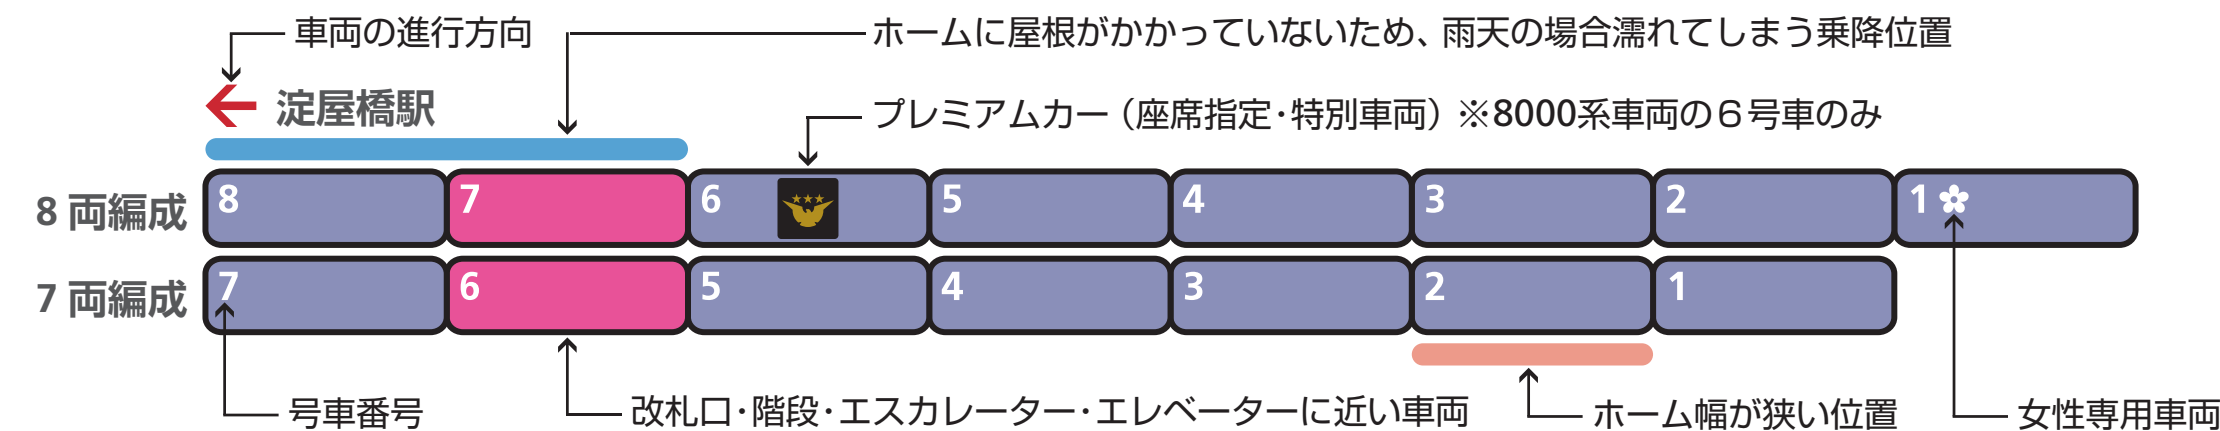 車両の進行方向
ホームに屋根がかかっていないため、雨天の場合濡れてしまう乗降位置
淀屋橋駅
プレミアムカー（座席指定・特別車両）※8000系車両の６号車のみ
8 両編成
8 7 6 5 4 3 2 1
7 両編成
7 6 5 4 3 2 1
号車番号
改札口・階段・エスカレーター・エレベーターに近い車両
ホーム幅が狭い位置
女性専用車両